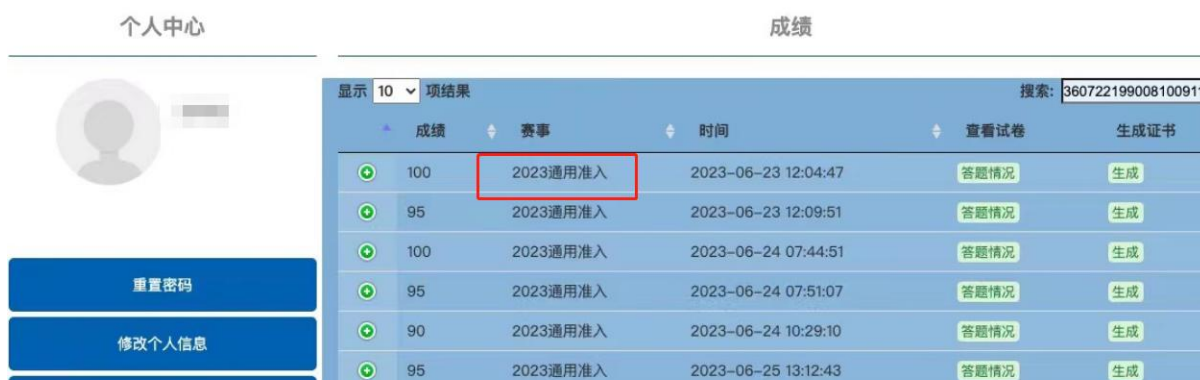 个人中心
成绩
显示 10 项结果
搜索: 36072219900810091
成绩 赛事 时间 查看试卷 生成证书
100 2023通用准入 2023-06-23 12:04:47 答题情况 生成
95 2023通用准入 2023-06-23 12:09:51 答题情况 生成
100 2023通用准入 2023-06-24 07:44:51 答题情况 生成
95 2023通用准入 2023-06-24 07:51:07 答题情况 生成
90 2023通用准入 2023-06-24 10:29:10 答题情况 生成
95 2023通用准入 2023-06-25 13:12:43 答题情况 生成
重置密码
修改个人信息